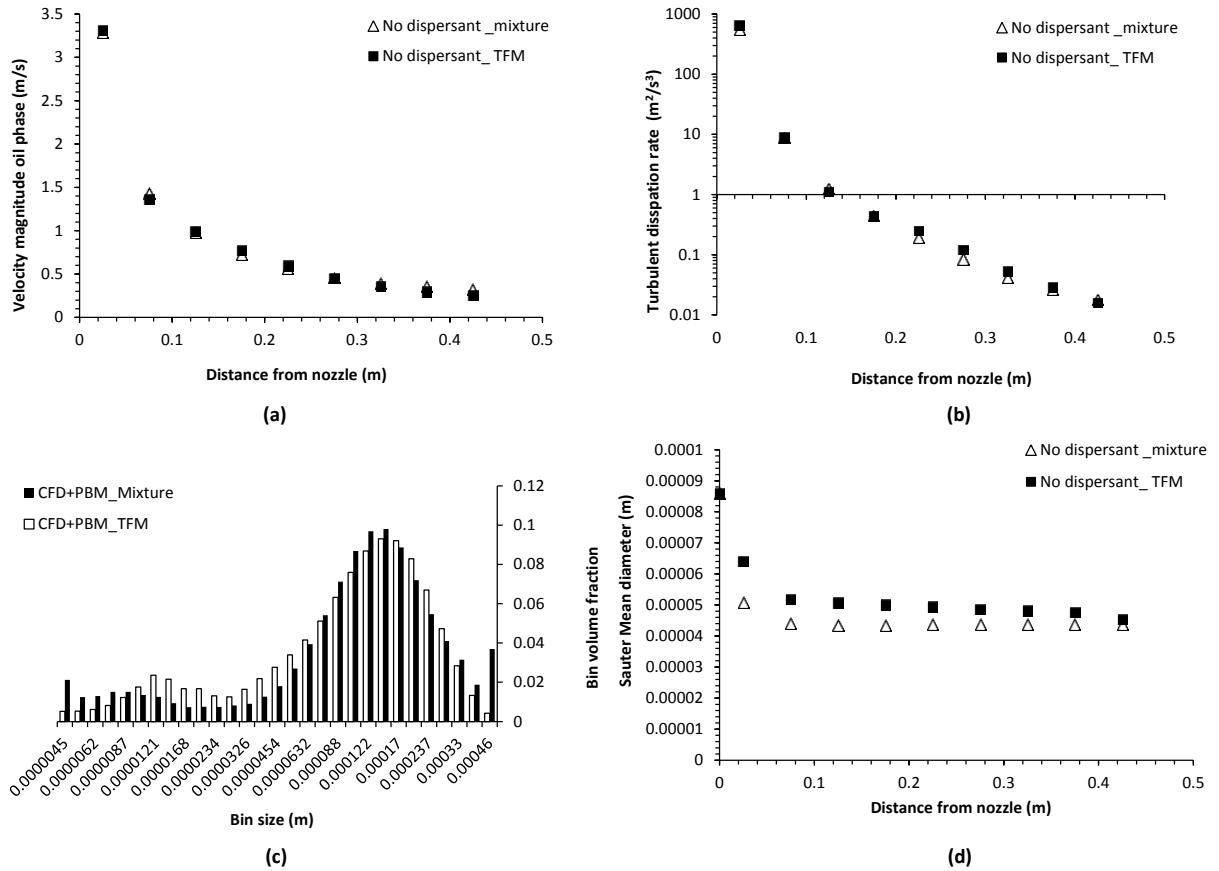 No dispersant _mixture
No dispersant_ TFM
Velocity magnitude oil phase (m/s)
3.5
3
2.5
2
1.5
1
0.5
0
0 0.1 0.2 0.3 0.4 0.5
Distance from nozzle (m)
(a)
No dispersant _mixture
No dispersant_ TFM
Turbulent disspation rate (m²/s³)
1000
100
10
1
0.1
0.01
0 0.1 0.2 0.3 0.4 0.5
Distance from nozzle (m)
(b)
CFD+PBM_Mixture
CFD+PBM_TFM
0.12
0.1
0.08
0.06
0.04
0.02
0
Bin volume fraction
0.0000045 0.0000062 0.0000087 0.0000121 0.0000168 0.0000234 0.0000326 0.0000454 0.0000632 0.000088 0.000122 0.00017 0.000237 0.00033 0.00046
Bin size (m)
(c)
No dispersant _mixture
No dispersant_ TFM
Sauter Mean diameter (m)
0.0001
0.00009
0.00008
0.00007
0.00006
0.00005
0.00004
0.00003
0.00002
0.00001
0
0 0.1 0.2 0.3 0.4 0.5
Distance from nozzle (m)
(d)